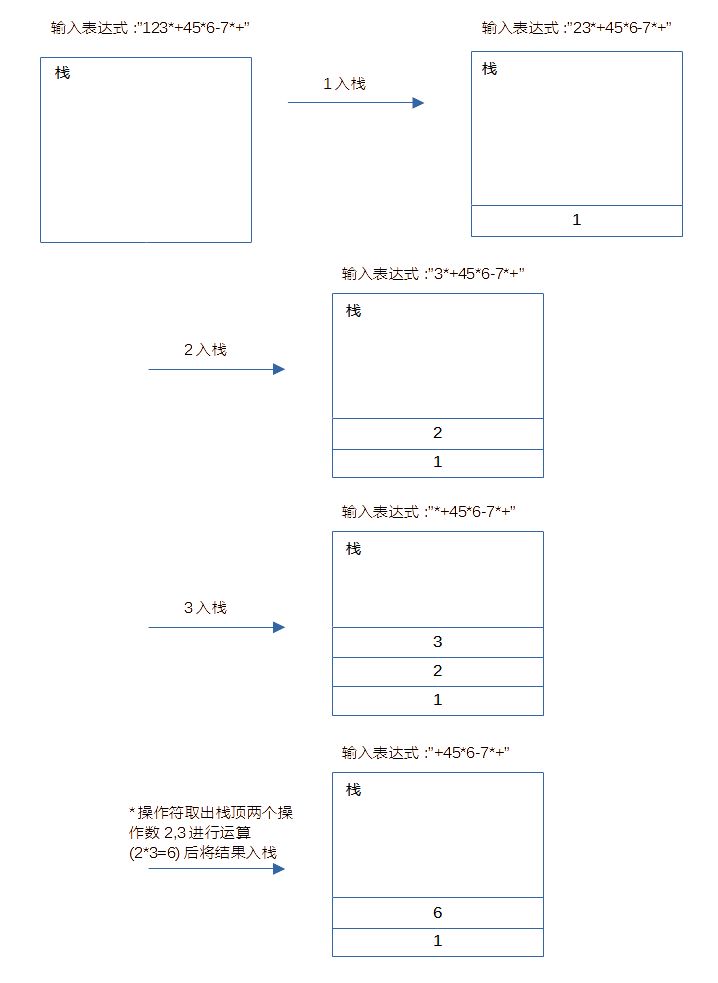 输入表达式 :”123*+45*6-7*+”
栈
1 入栈
输入表达式 :”23*+45*6-7*+”
栈
1
输入表达式 :”3*+45*6-7*+”
栈
2 入栈
2
1
输入表达式 :”*+45*6-7*+”
栈
3 入栈
3
2
1
输入表达式 :”+45*6-7*+”
栈
* 操作符取出栈顶两个操
作数 2,3 进行运算
(2*3=6) 后将结果入栈
6
1